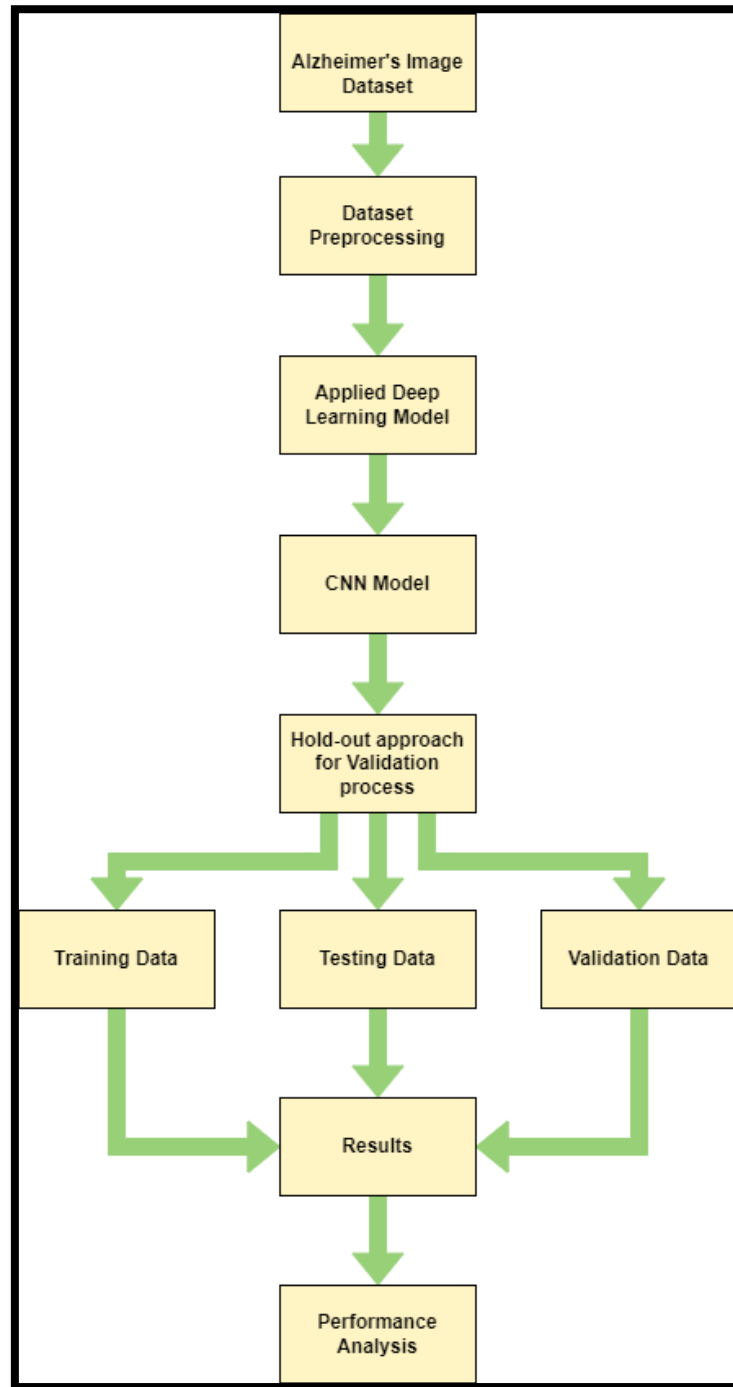 Alzheimer's Image
Dataset
Dataset
Preprocessing
Applied Deep
Learning Model
CNN Model
Hold-out approach
for Validation
process
Training Data
Testing Data
Validation Data
Results
Performance
Analysis